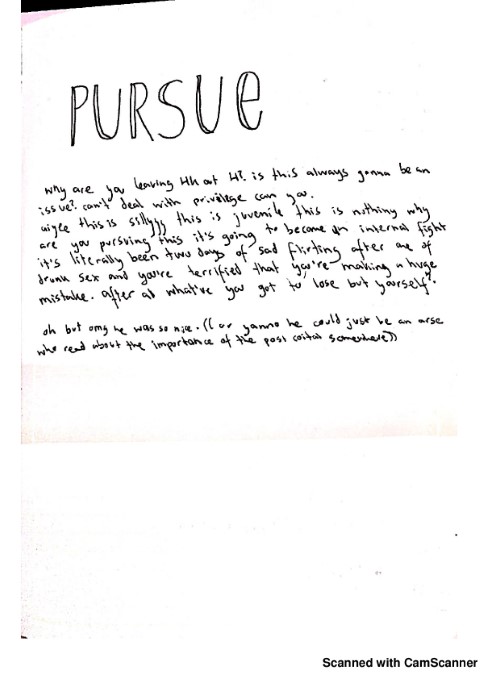 PURSUE
why are you leaving HH out H?. is this always gonna be an
issue? can't deal with privilege can you.
this is sillyyy this is juvenile this is nothing why
are you pursuing this it's going to become an internal fight
it's literally been two days of sad flirting after one of
drunk sex and you're terrified that you're making a huge
mistake. after all what've you got to lose but yourself?
oh but omg he was so nice. ((or yanno he could just be an arse
who read about the importance of the post coital somewhere))
Scanned with CamScanner